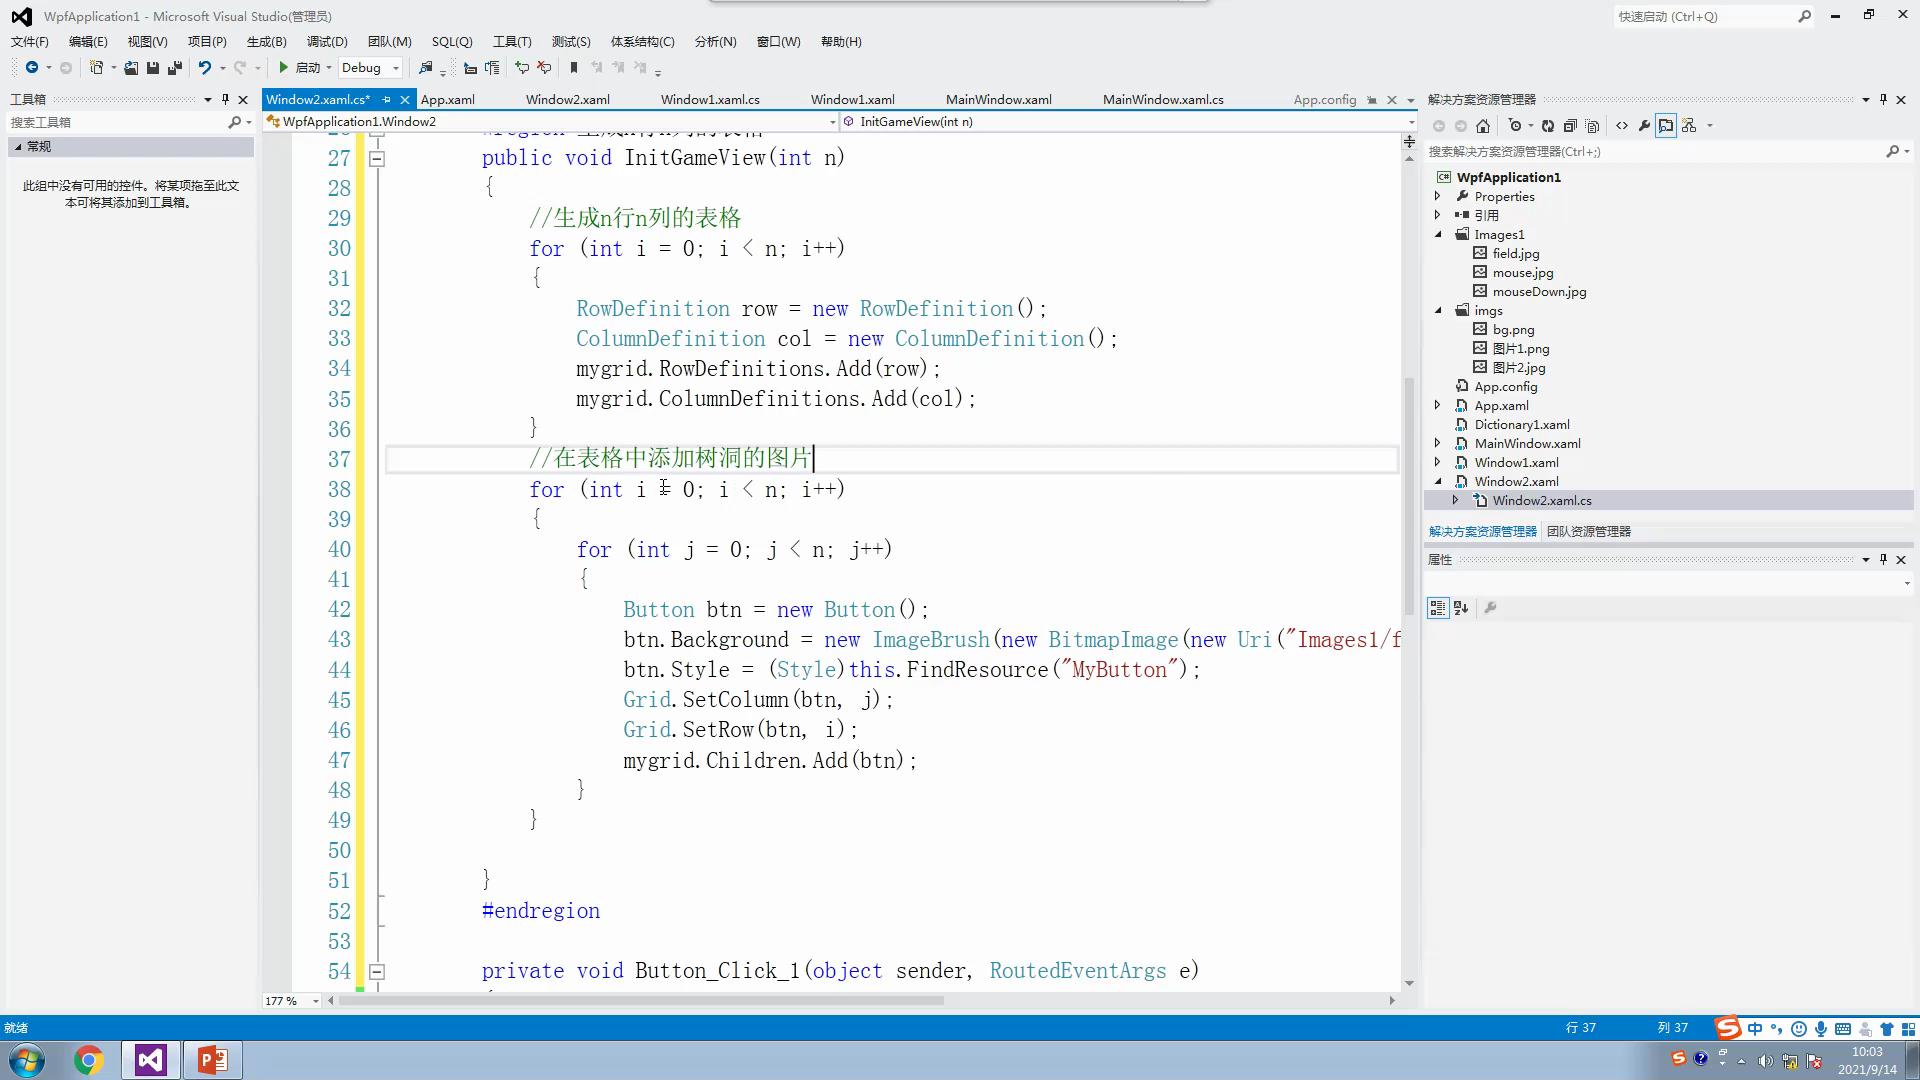 WpfApplication1 - Microsoft Visual Studio(管理员)
快速启动 (Ctrl+Q)
文件(F) 编辑(E) 视图(V) 项目(P) 生成(B) 调试(D) 团队(M) SQL(Q) 工具(T) 测试(S) 体系结构(C) 分析(N) 窗口(W) 帮助(H)
启动 Debug
工具箱
搜索工具箱
常规
此组中没有可用的控件。将某项拖至此文
本可将其添加到工具箱。
Window2.xaml.cs* App.xaml Window2.xaml Window1.xaml.cs Window1.xaml MainWindow.xaml MainWindow.xaml.cs App.config
WpfApplication1.Window2 InitGameView(int n)
27 public void InitGameView(int n)
28 {
29 //生成n行n列的表格
30 for (int i = 0; i < n; i++)
31 {
32 RowDefinition row = new RowDefinition();
33 ColumnDefinition col = new ColumnDefinition();
34 mygrid.RowDefinitions.Add(row);
35 mygrid.ColumnDefinitions.Add(col);
36 }
37 //在表格中添加树洞的图片
38 for (int i = 0; i < n; i++)
39 {
40 for (int j = 0; j < n; j++)
41 {
42 Button btn = new Button();
43 btn.Background = new ImageBrush(new BitmapImage(new Uri("Images1/f
44 btn.Style = (Style)this.FindResource("MyButton");
45 Grid.SetColumn(btn, j);
46 Grid.SetRow(btn, i);
47 mygrid.Children.Add(btn);
48 }
49 }
50
51 }
52 #endregion
53
54 private void Button_Click_1(object sender, RoutedEventArgs e)
177 %
解决方案资源管理器
搜索解决方案资源管理器(Ctrl+;)
WpfApplication1
Properties
引用
Images1
field.jpg
mouse.jpg
mouseDown.jpg
imgs
bg.png
图片1.png
图片2.jpg
App.config
App.xaml
Dictionary1.xaml
MainWindow.xaml
Window1.xaml
Window2.xaml
Window2.xaml.cs
解决方案资源管理器 团队资源管理器
属性
就绪 行 37 列 37 中
10:03
2021/9/14